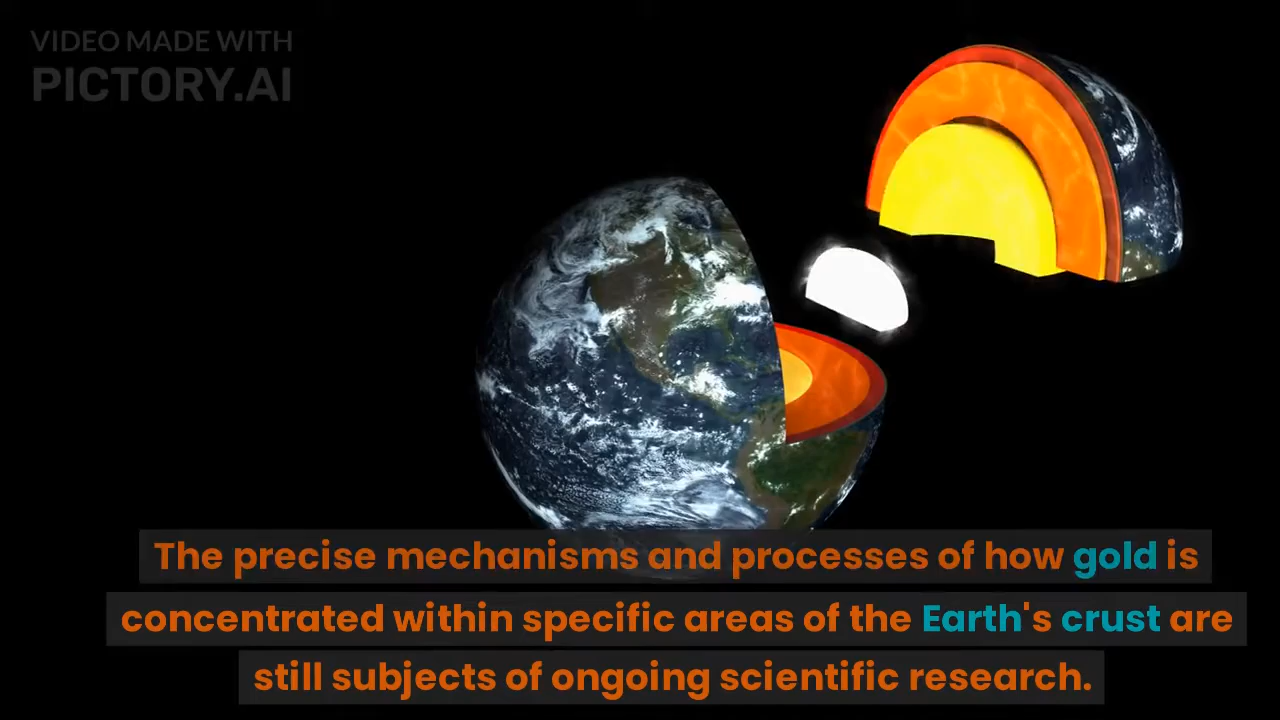 VIDEO MADE WITH
PICTORY.AI
The precise mechanisms and processes of how gold is
concentrated within specific areas of the Earth's crust are
still subjects of ongoing scientific research.